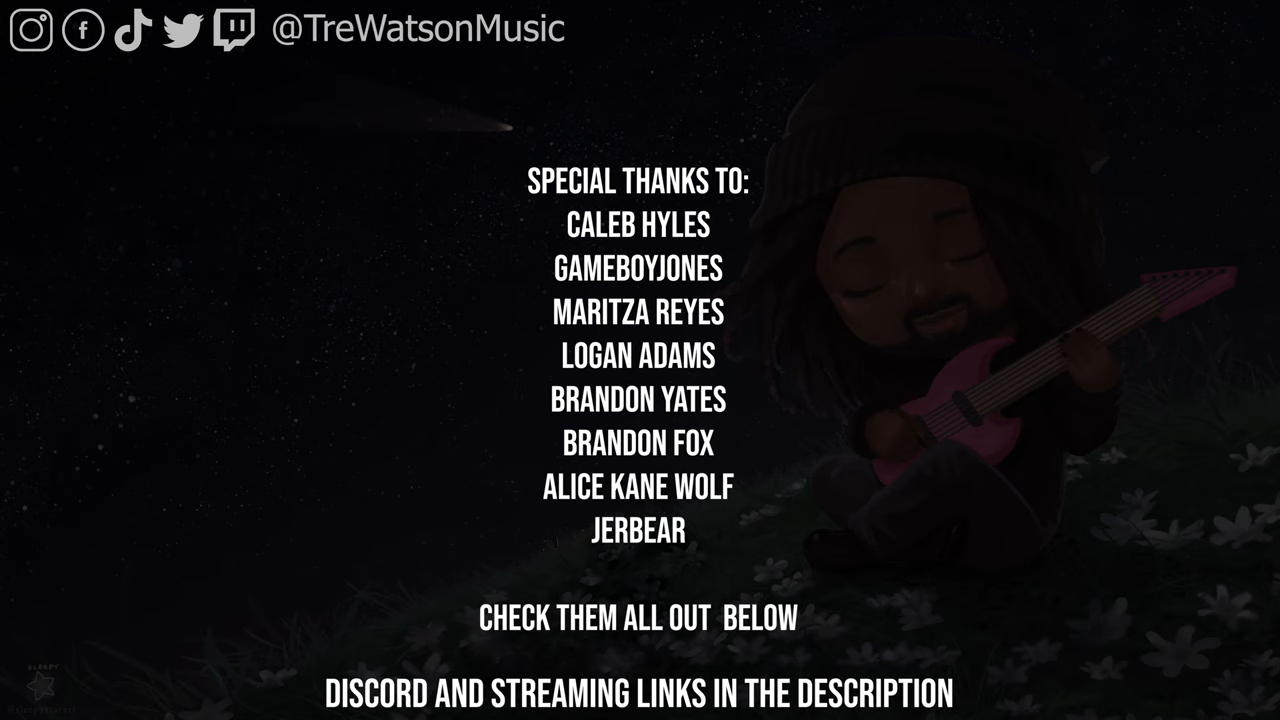 @TreWatsonMusic
SPECIAL THANKS TO:
CALEB HYLES
GAMEBOYJONES
MARITZA REYES
LOGAN ADAMS
BRANDON YATES
BRANDON FOX
ALICE KANE WOLF
JERBEAR
CHECK THEM ALL OUT BELOW
SLEEPY
DISCORD AND STREAMING LINKS IN THE DESCRIPTION